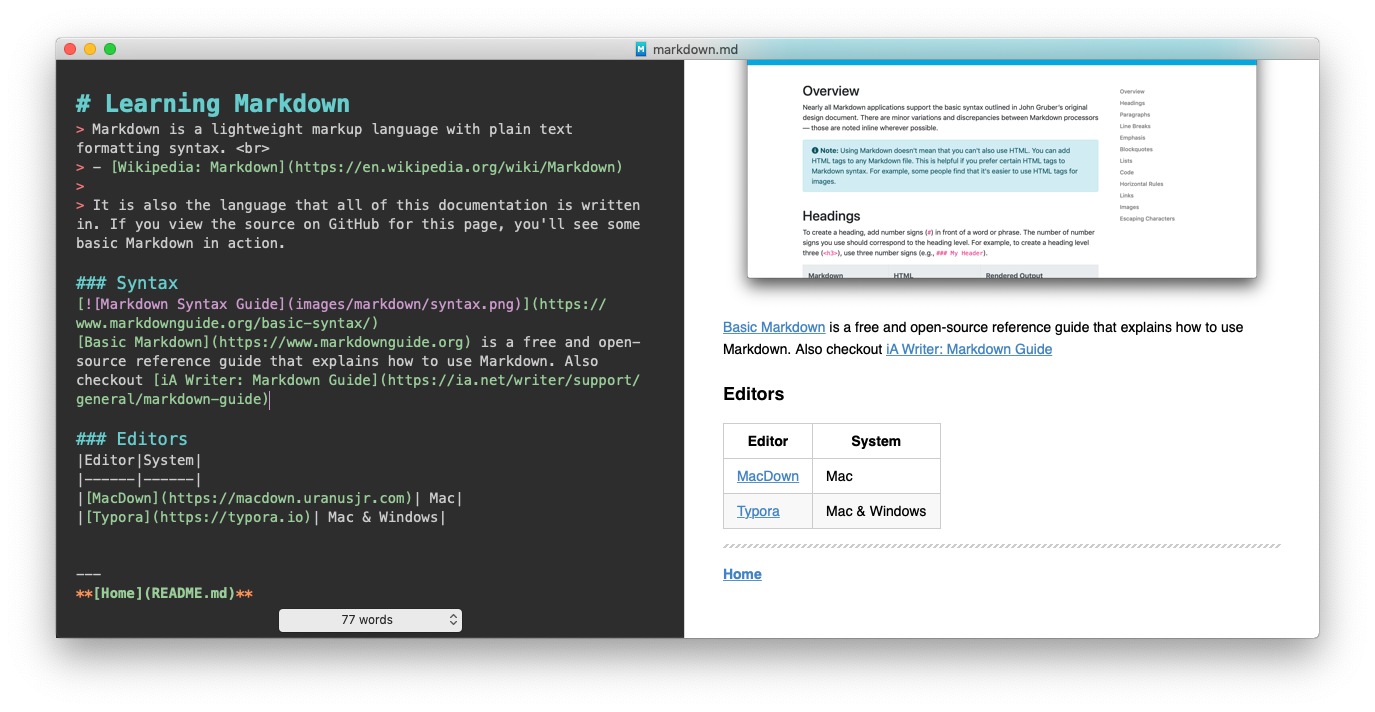 markdown.md
# Learning Markdown
> Markdown is a lightweight markup language with plain text
formatting syntax. <br>
> – [Wikipedia: Markdown](https://en.wikipedia.org/wiki/Markdown)
>
> It is also the language that all of this documentation is written
in. If you view the source on GitHub for this page, you'll see some
basic Markdown in action.
### Syntax
[![Markdown Syntax Guide](images/markdown/syntax.png)](https://
www.markdownguide.org/basic-syntax/)
[Basic Markdown](https://www.markdownguide.org) is a free and open-
source reference guide that explains how to use Markdown. Also
checkout [iA Writer: Markdown Guide](https://ia.net/writer/support/
general/markdown-guide)
### Editors
|Editor|System|
|------|------|
|[MacDown](https://macdown.uranusjr.com)| Mac|
|[Typora](https://typora.io)| Mac & Windows|
---
**[Home](README.md)**
77 words
Overview
Nearly all Markdown applications support the basic syntax outlined in John Gruber's original
design document. There are minor variations and discrepancies between Markdown processors
— those are noted inline wherever possible.
Note: Using Markdown doesn't mean that you can't also use HTML. You can add
HTML tags to any Markdown file. This is helpful if you prefer certain HTML tags to
Markdown syntax. For example, some people find that it's easier to use HTML tags for
images.
Headings
To create a heading, add number signs (#) in front of a word or phrase. The number of number
signs you use should correspond to the heading level. For example, to create a heading level
three (<h3>), use three number signs (e.g., ### My Header).
Markdown HTML Rendered Output
Overview
Headings
Paragraphs
Line Breaks
Emphasis
Blockquotes
Lists
Code
Horizontal Rules
Links
Images
Escaping Characters
Basic Markdown is a free and open-source reference guide that explains how to use
Markdown. Also checkout iA Writer: Markdown Guide
Editors
Editor System
MacDown Mac
Typora Mac & Windows
Home